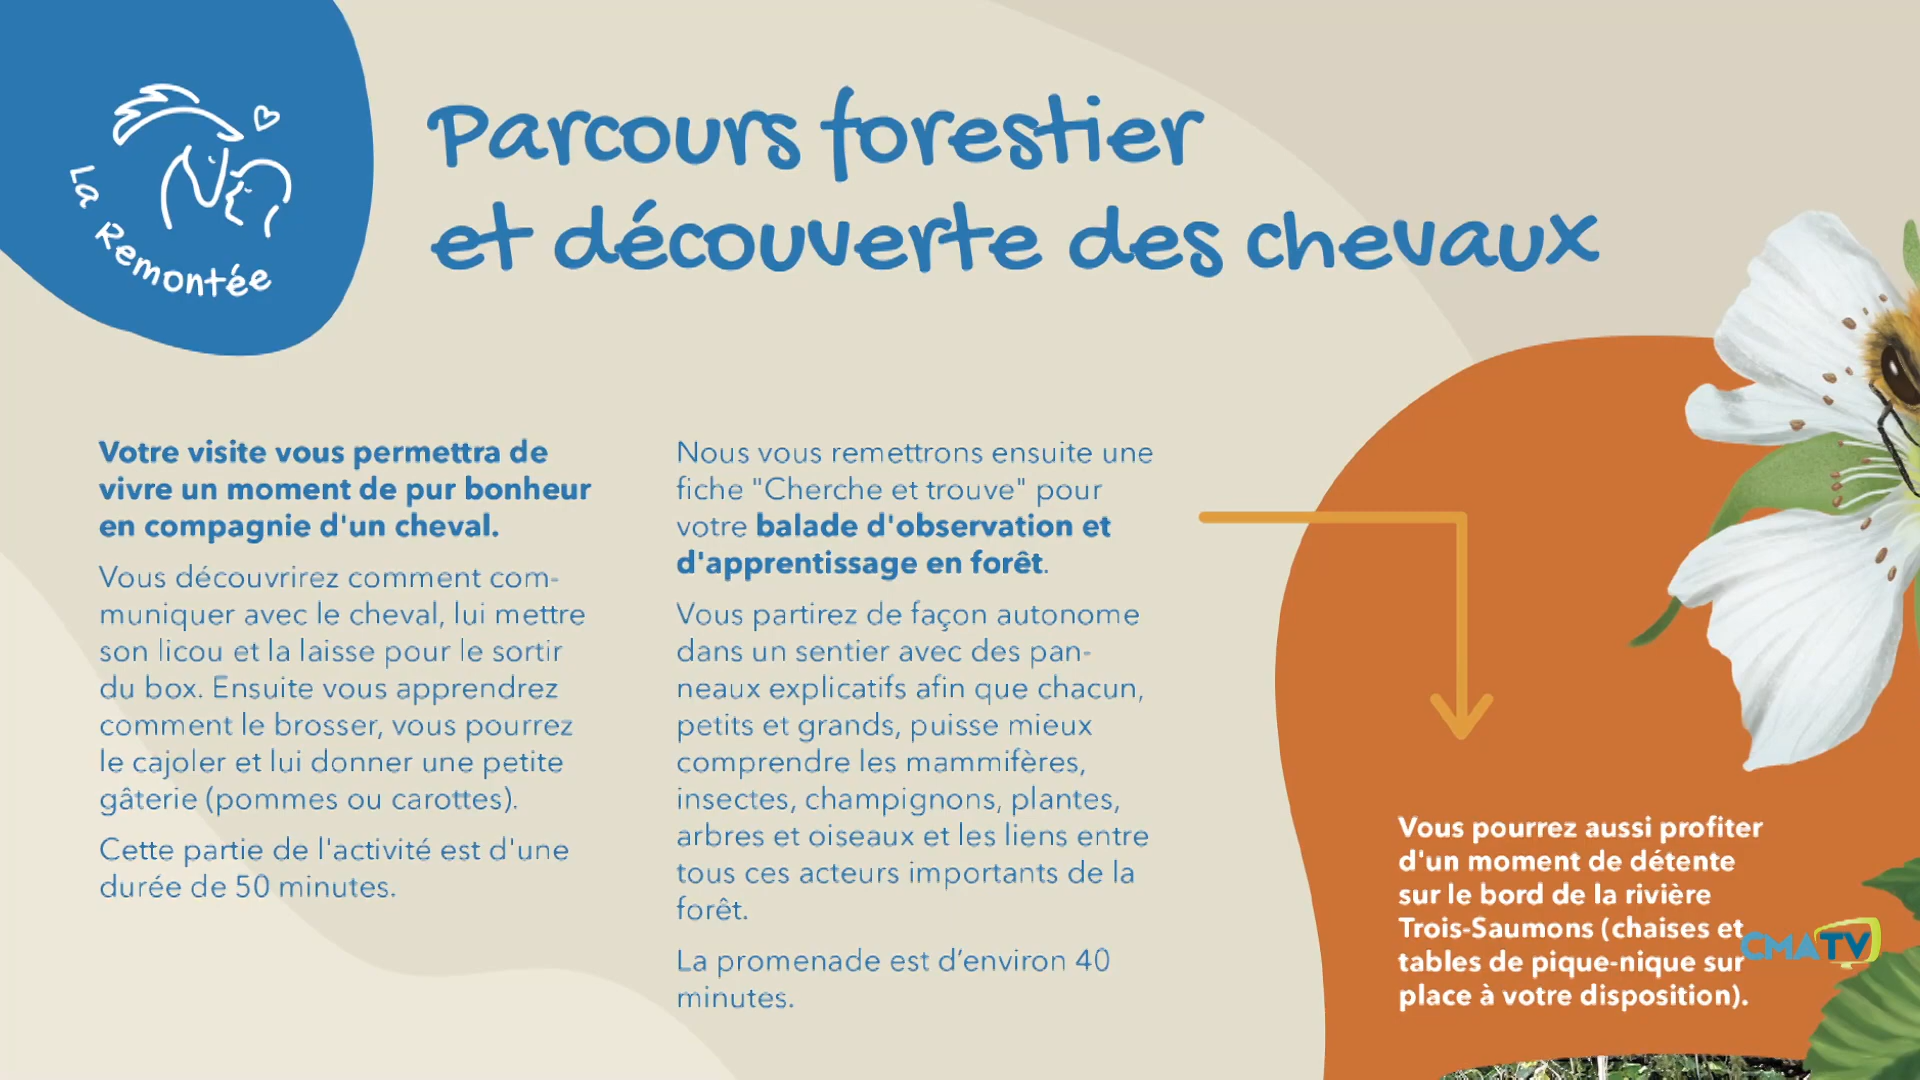 La Remontée
Parcours forestier
et découverte des chevaux
Votre visite vous permettra de
vivre un moment de pur bonheur
en compagnie d'un cheval.
Vous découvrirez comment com-
muniquer avec le cheval, lui mettre
son licou et la laisse pour le sortir
du box. Ensuite vous apprendrez
comment le brosser, vous pourrez
le cajoler et lui donner une petite
gâterie (pommes ou carottes).
Cette partie de l'activité est d'une
durée de 50 minutes.
Nous vous remettrons ensuite une
fiche "Cherche et trouve" pour
votre balade d'observation et
d'apprentissage en forêt.
Vous partirez de façon autonome
dans un sentier avec des pan-
neaux explicatifs afin que chacun,
petits et grands, puisse mieux
comprendre les mammifères,
insectes, champignons, plantes,
arbres et oiseaux et les liens entre
tous ces acteurs importants de la
forêt.
La promenade est d’environ 40
minutes.
Vous pourrez aussi profiter
d'un moment de détente
sur le bord de la rivière
Trois-Saumons (chaises et
tables de pique-nique sur
place à votre disposition).
CMATV